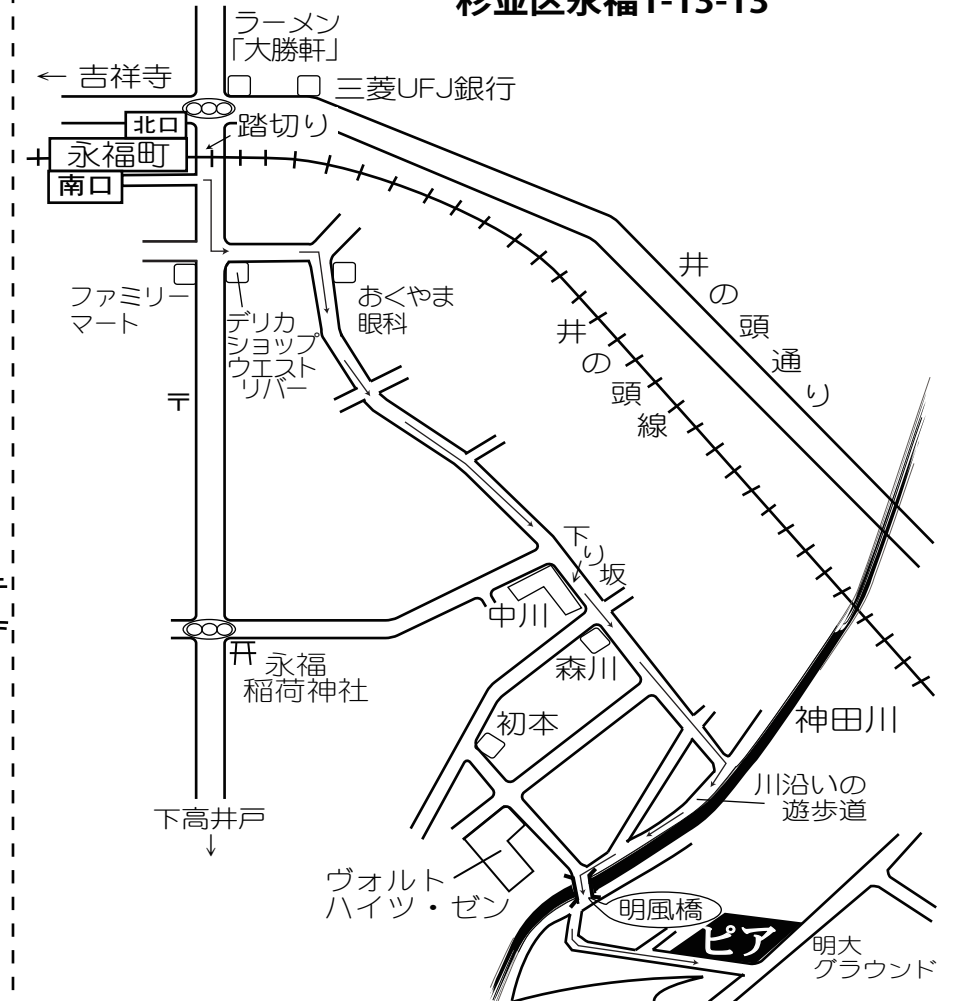 杉並区永福1-13-13
ラーメン
「大勝軒」
← 吉祥寺
三菱UFJ銀行
北口
踏切り
永福町
南口
ファミリー
マート
デリカ
ショップ
ウエスト
リバー
おくやま
眼科
井の頭通り
井の頭線
〒
下り坂
中川
森川
永福
稲荷神社
初本
神田川
川沿いの
遊歩道
下高井戸
↓
ヴォルト
ハイツ・ゼン
明風橋
ピア
明大
グラウンド